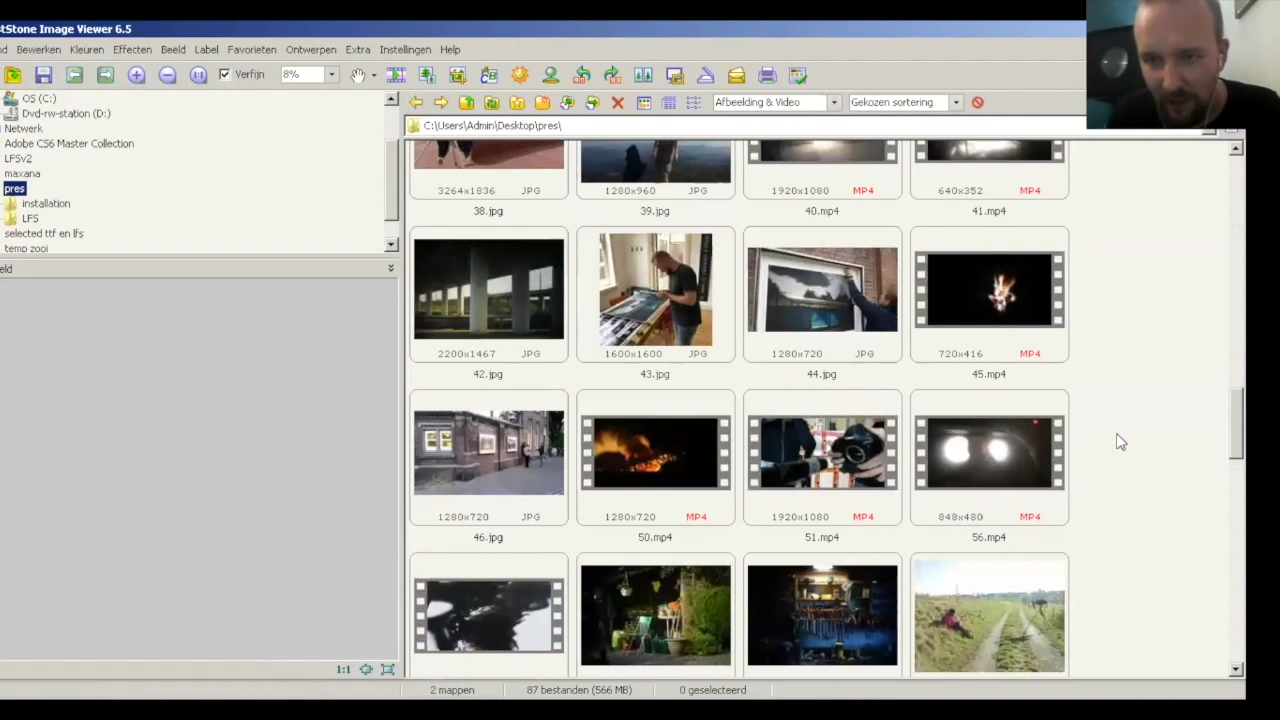 tStone Image Viewer 6.5
nd Bewerken Kleuren Effecten Beeld Label Favorieten Ontwerpen Extra Instellingen Help
Verfijn 8%
Afbeelding & Video Gekozen sortering
C:\Users\Admin\Desktop\pres\
OS (C:)
Dvd-rw-station (D:)
Netwerk
Adobe CS6 Master Collection
LFSv2
maxana
pres
installation
LFS
selected ttf en lfs
temp zooi
eld
3264x1836 JPG 1280x960 JPG 1920x1080 MP4 640x352 MP4
38.jpg 39.jpg 40.mp4 41.mp4
2200x1467 JPG 1600x1600 JPG 1280x720 JPG 720x416 MP4
42.jpg 43.jpg 44.jpg 45.mp4
1280x720 JPG 1280x720 MP4 1920x1080 MP4 848x480 MP4
46.jpg 50.mp4 51.mp4 56.mp4
1:1
2 mappen 87 bestanden (566 MB) 0 geselecteerd